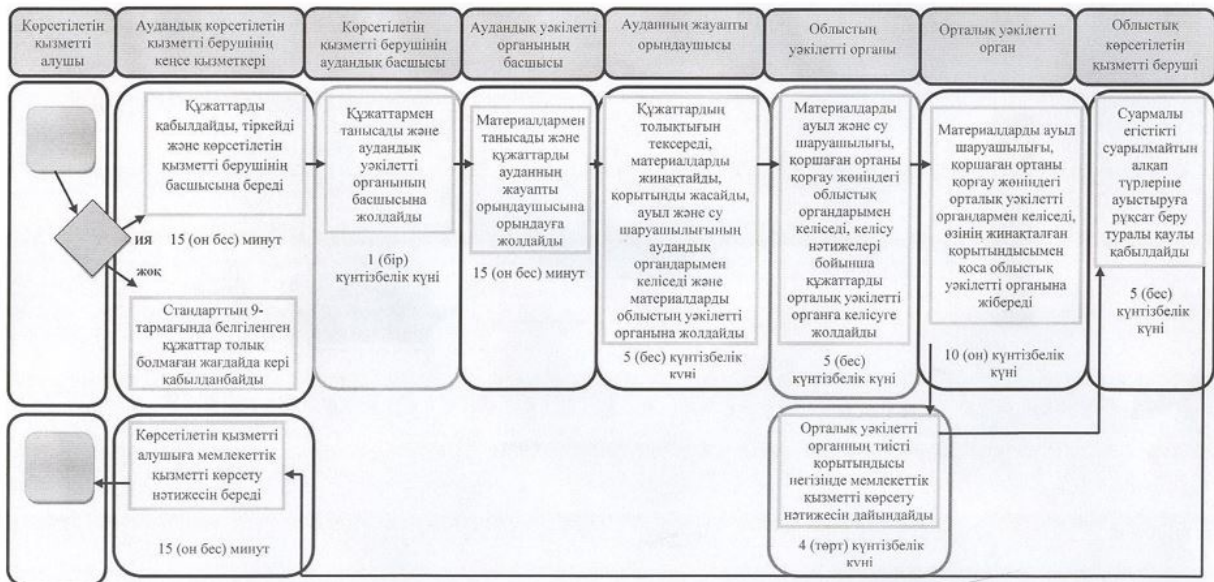 Көрсетілетін
қызметті
алушы
Аудандық көрсетілетін
қызметті берушінің
кеңсе қызметкері
Көрсетілетін
қызметті берушінің
аудандық басшысы
Аудандық уәкілетті
органының
басшысы
Ауданның жауапты
орындаушысы
Облыстың
уәкілетті органы
Орталық уәкілетті
орган
Облыстық
көрсетілетін
қызметті беруші
Құжаттарды
қабылдайды, тіркейді
және көрсетілетін
қызметті берушінің
басшысына береді
ИЯ
15 (он бес) минут
жоқ
Стандарттың 9-
тармағында белгіленген
құжаттар толық
болмаған жағдайда кері
қабылданбайды
Құжаттармен
танысады және
аудандық
уәкілетті
органының
басшысына
жолдайды
1 (бір)
күнтізбелік күні
Материалдармен
танысады және
құжаттарды
ауданның
жауапты
орындаушысына
орындауға
жолдайды
15 (он бес) минут
Құжаттардың
толықтығын
тексереді,
материалдарды
жинақтайды,
қорытынды жасайды,
ауыл және су
шаруашылығының
аудандық
органдарымен
келіседі және
материалдарды
облыстың уәкілетті
органына жолдайды
5 (бес) күнтізбелік
күні
Материалдарды
ауыл және су
шаруашылығы,
қоршаған ортаны
қорғау жөніндегі
облыстық
органдарымен
келіседі, келісу
нәтижелері
бойынша
құжаттарды
орталық уәкілетті
органға келісуге
жолдайды
5 (бес)
күнтізбелік күні
Материалдарды ауыл
шаруашылығы,
қоршаған ортаны
қорғау жөніндегі
орталық уәкілетті
органдармен келіседі,
өзінің жинақталған
қорытындысымен
қоса облыстық
уәкілетті органына
жібереді
10 (он) күнтізбелік
күні
Суармалы
егістікті
суарылмайтын
алқап
түрлеріне
ауыстыруға
рұқсат беру
туралы қаулы
қабылдайды
5 (бес)
күнтізбелік
күні
Көрсетілетін қызметті
алушыға мемлекеттік
қызметті көрсету
нәтижесін береді
15 (он бес) минут
Орталық уәкілетті
органның тиісті
қорытындысы
негізінде мемлекеттік
қызметті көрсету
нәтижесін дайындайды
4 (төрт) күнтізбелік
күні